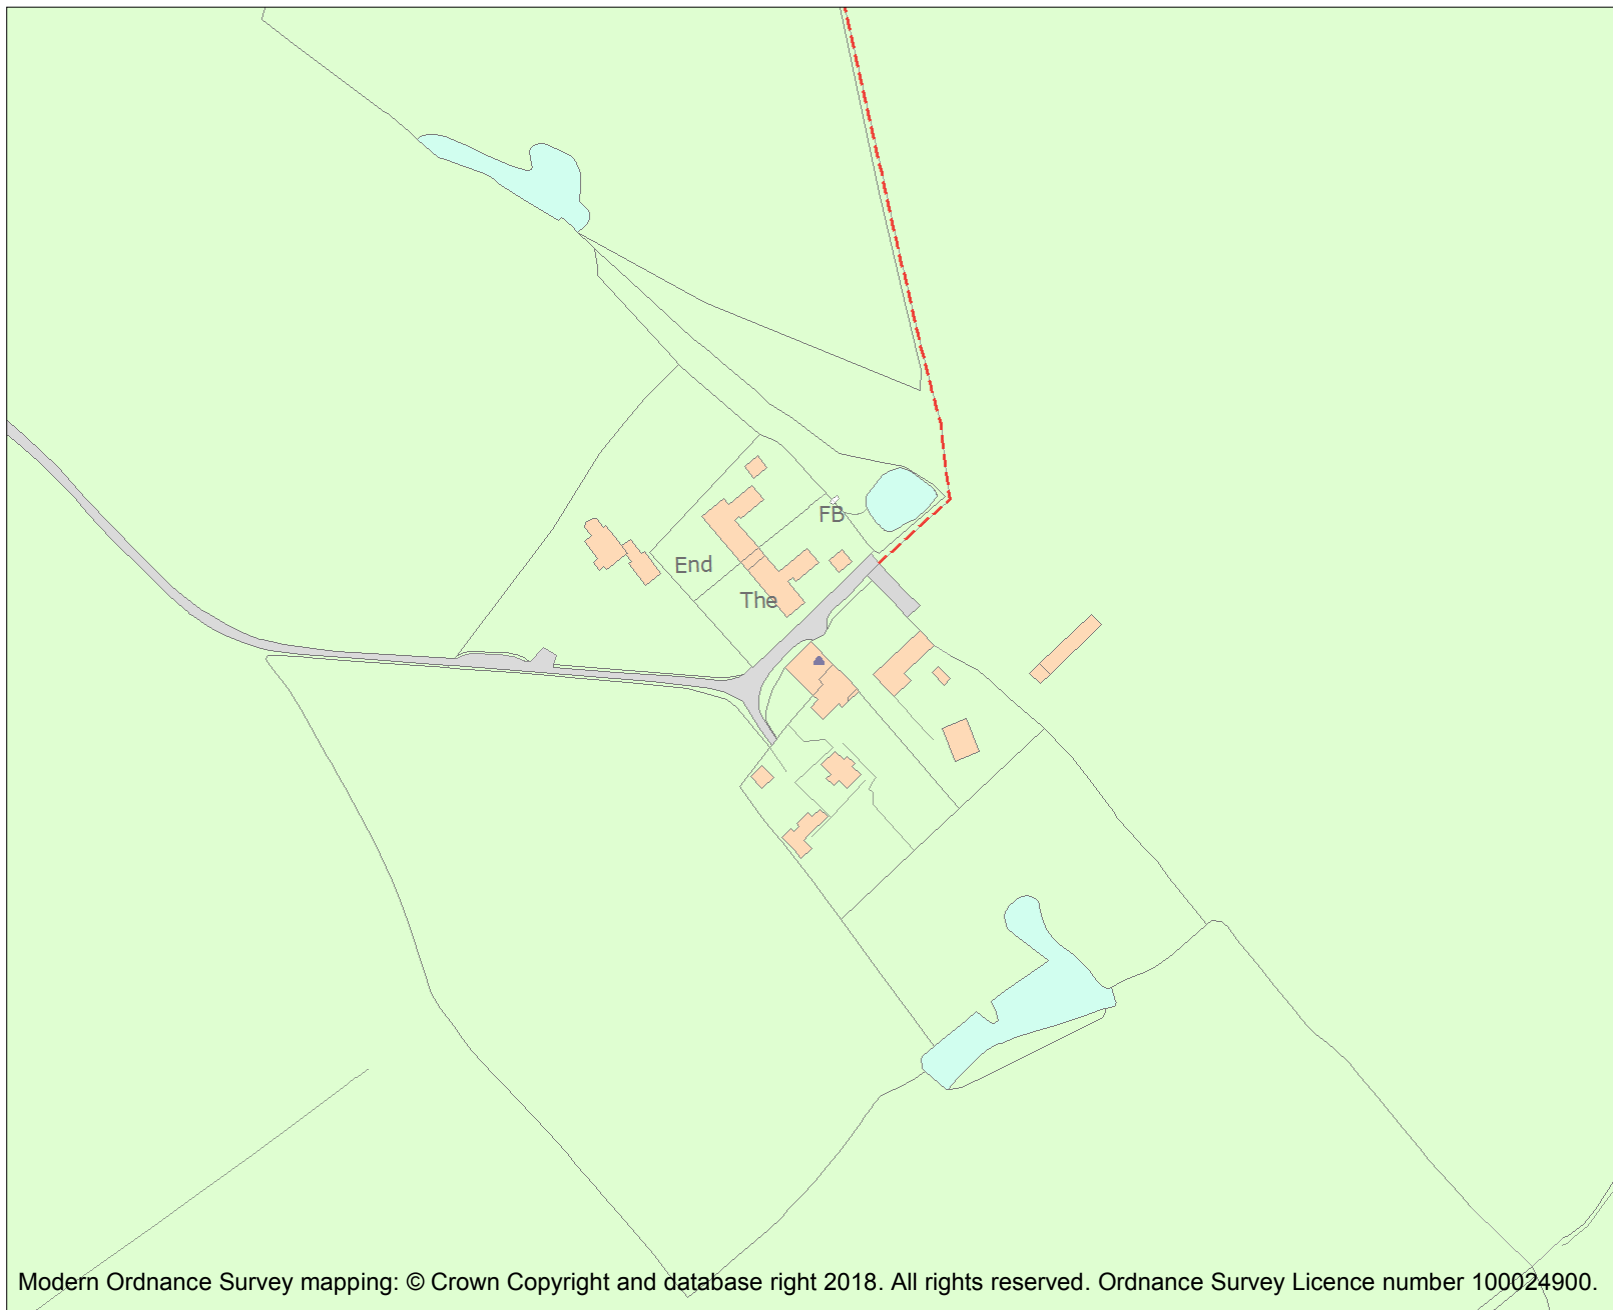 FB
End
The
Modern Ordnance Survey mapping: © Crown Copyright and database right 2018. All rights reserved. Ordnance Survey Licence number 100024900.